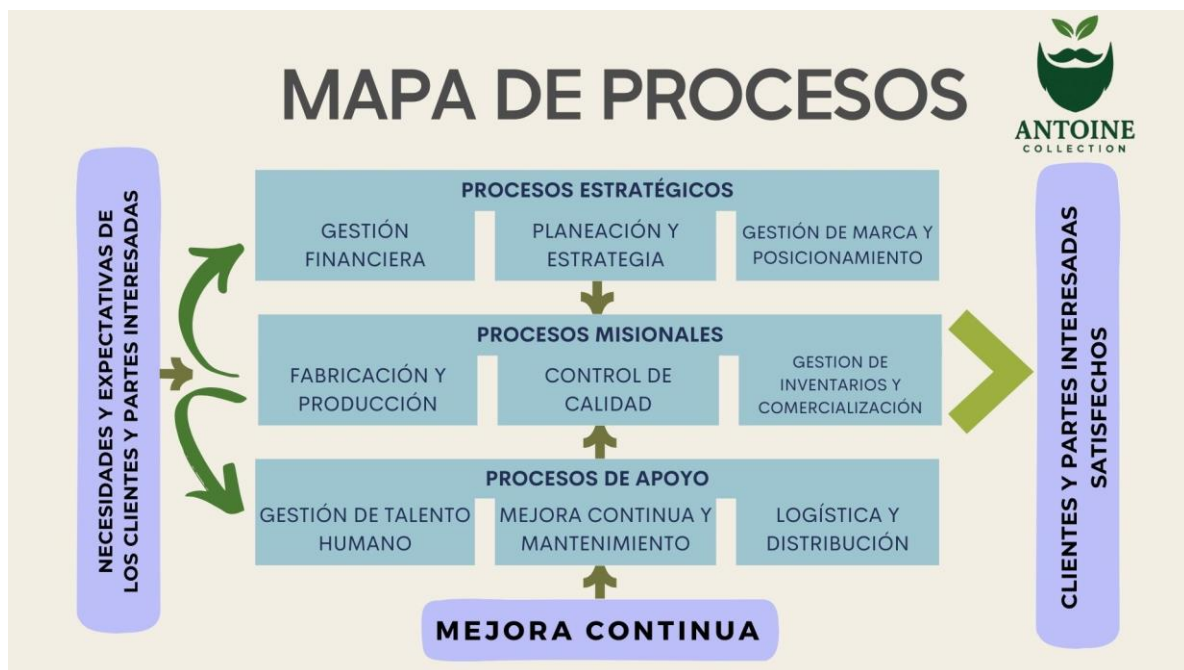 MAPA DE PROCESOS
ANTOINE
COLLECTION
NECESIDADES Y EXPECTATIVAS DE
LOS CLIENTES Y PARTES INTERESADAS
PROCESOS ESTRATÉGICOS
GESTIÓN
FINANCIERA
PLANEACIÓN Y
ESTRATEGIA
GESTIÓN DE MARCA Y
POSICIONAMIENTO
PROCESOS MISIONALES
FABRICACIÓN Y
PRODUCCIÓN
CONTROL DE
CALIDAD
GESTION DE
INVENTARIOS Y
COMERCIALIZACIÓN
PROCESOS DE APOYO
GESTIÓN DE TALENTO
HUMANO
MEJORA CONTINUA Y
MANTENIMIENTO
LOGÍSTICA Y
DISTRIBUCIÓN
MEJORA CONTINUA
CLIENTES Y PARTES INTERESADAS
SATISFECHOS